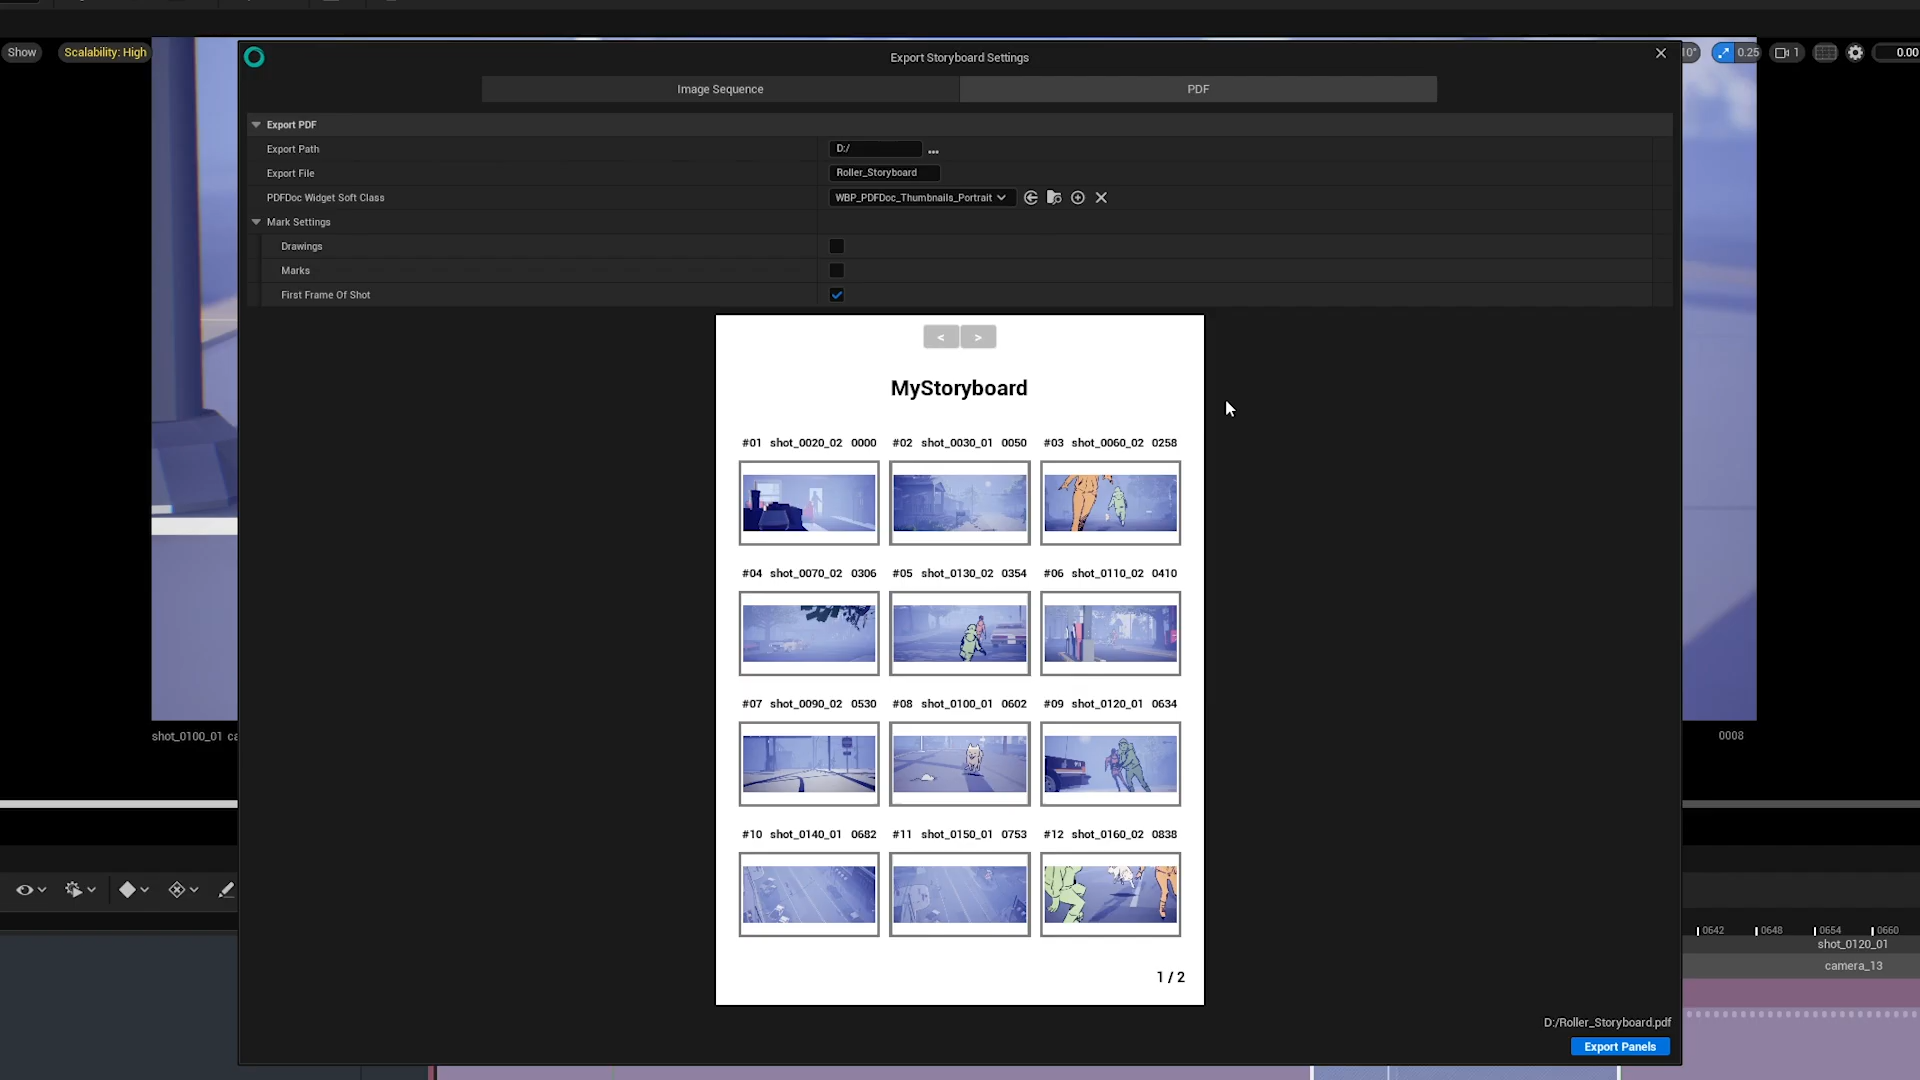 Show
Scalability: High
Export Storyboard Settings
10°
0.25
1
0.00
Image Sequence
PDF
Export PDF
Export Path
D:/
...
Export File
Roller_Storyboard
PDFDoc Widget Soft Class
WBP_PDFDoc_Thumbnails_Portrait
Mark Settings
Drawings
Marks
First Frame Of Shot
< >
MyStoryboard
#01 shot_0020_02 0000 #02 shot_0030_01 0050 #03 shot_0060_02 0258
#04 shot_0070_02 0306 #05 shot_0130_02 0354 #06 shot_0110_02 0410
#07 shot_0090_02 0530 #08 shot_0100_01 0602 #09 shot_0120_01 0634
shot_0100_01 ca
0008
#10 shot_0140_01 0682 #11 shot_0150_01 0753 #12 shot_0160_02 0838
0642 0648 0654 0660
shot_0120_01
camera_13
1 / 2
D:/Roller_Storyboard.pdf
Export Panels